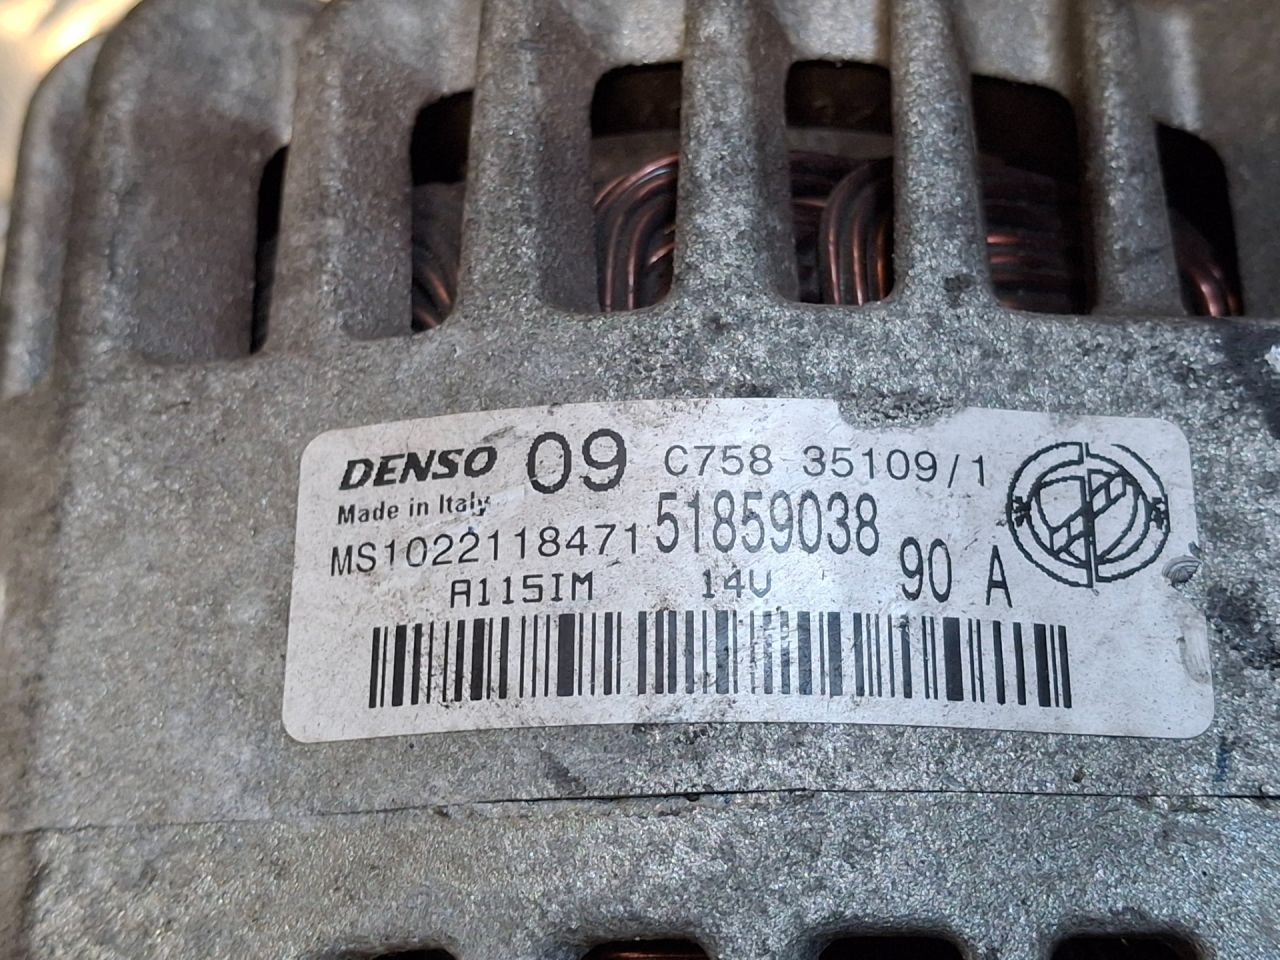 DENSO 09 C758 35109/1
Made in Italy
MS1022118471 51859038
A115IM 14V 90 A